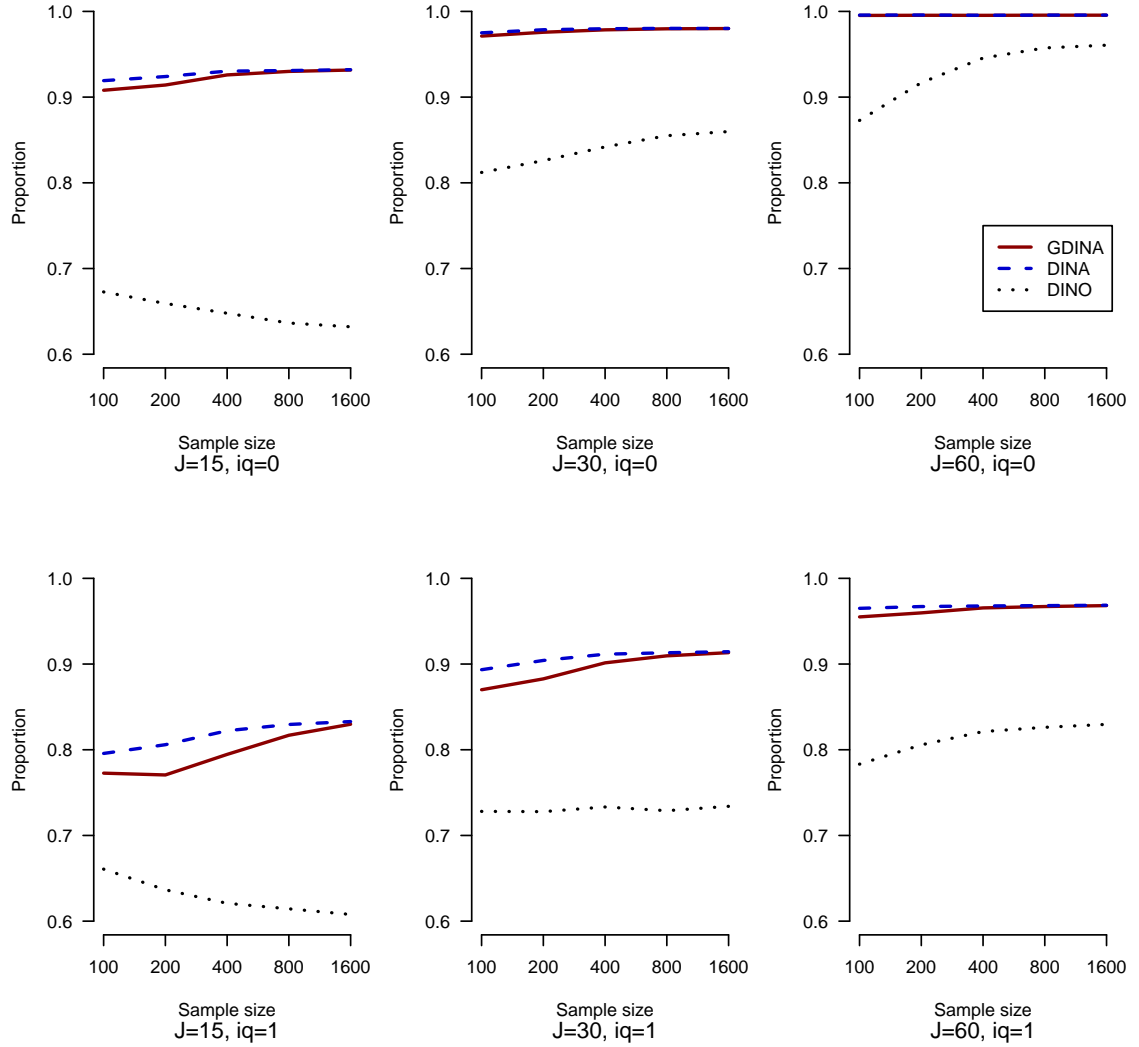 1.0
0.9
0.8
0.7
0.6
Proportion
100 200 400 800 1600
Sample size
J=15, iq=0
1.0
0.9
0.8
0.7
0.6
Proportion
100 200 400 800 1600
Sample size
J=30, iq=0
1.0
0.9
0.8
0.7
0.6
Proportion
GDINA
DINA
DINO
100 200 400 800 1600
Sample size
J=60, iq=0
1.0
0.9
0.8
0.7
0.6
Proportion
100 200 400 800 1600
Sample size
J=15, iq=1
1.0
0.9
0.8
0.7
0.6
Proportion
100 200 400 800 1600
Sample size
J=30, iq=1
1.0
0.9
0.8
0.7
0.6
Proportion
100 200 400 800 1600
Sample size
J=60, iq=1